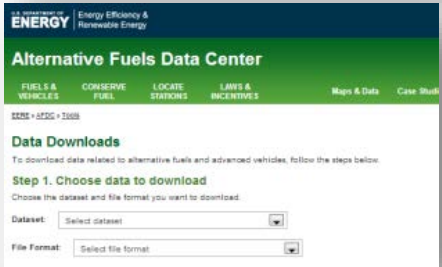 U.S. DEPARTMENT OF
ENERGY
Energy Efficiency &
Renewable Energy
Alternative Fuels Data Center
FUELS & VEHICLES
CONSERVE FUEL
LOCATE STATIONS
LAWS & INCENTIVES
Maps & Data
Case Studi
EERE » AFDC » Tools
Data Downloads
To download data related to alternative fuels and advanced vehicles, follow the steps below.
Step 1. Choose data to download
Choose the dataset and file format you want to download.
Dataset: Select dataset
File Format: Select file format